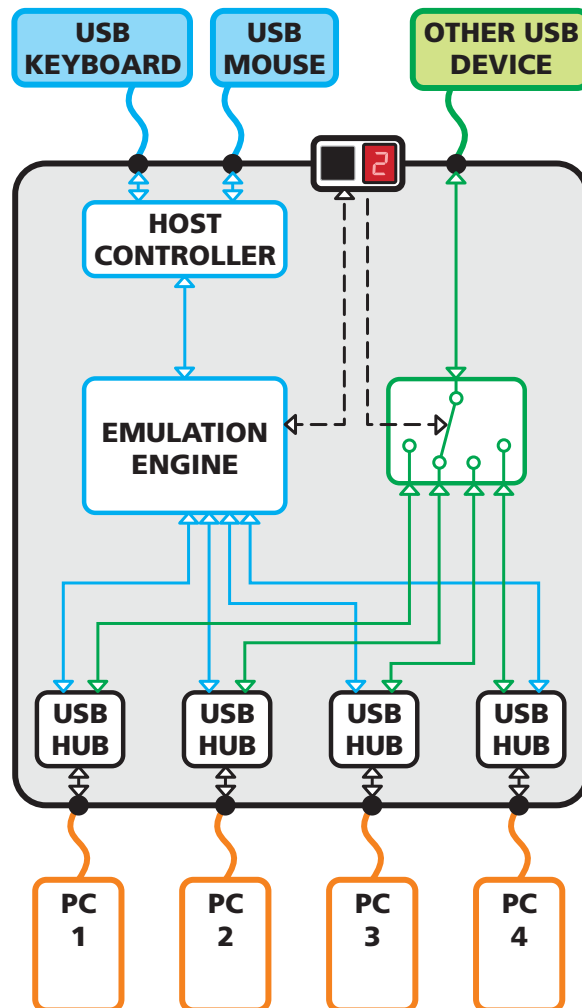 USB
KEYBOARD
USB
MOUSE
OTHER USB
DEVICE
2
HOST
CONTROLLER
EMULATION
ENGINE
USB
HUB
USB
HUB
USB
HUB
USB
HUB
PC
1
PC
2
PC
3
PC
4